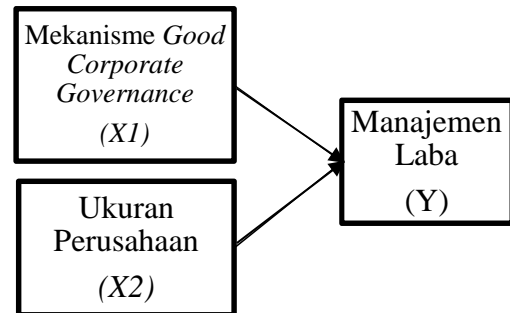 Mekanisme Good
Corporate
Governance
(X1)
Manajemen
Laba
(Y)
Ukuran
Perusahaan
(X2)